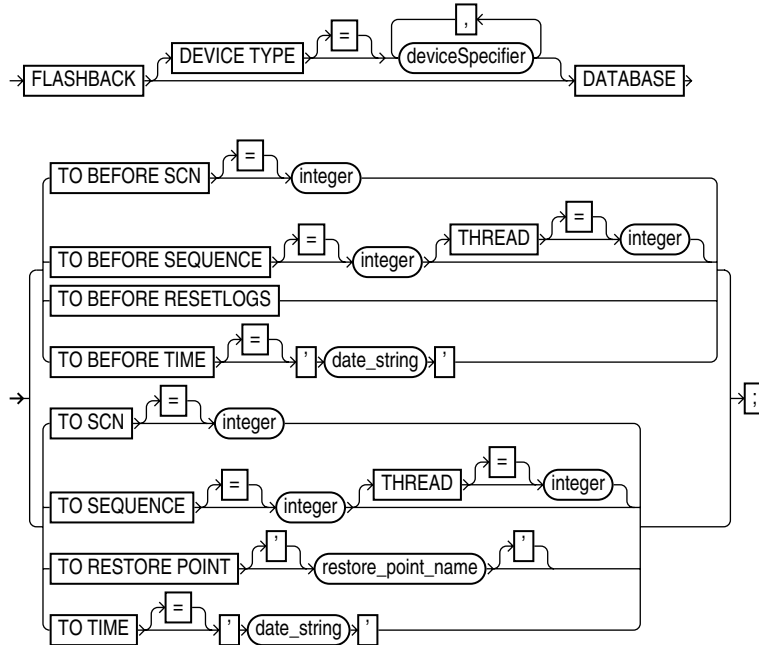 = ,
DEVICE TYPE deviceSpecifier
FLASHBACK DATABASE
=
TO BEFORE SCN integer
= THREAD = integer
TO BEFORE SEQUENCE integer
TO BEFORE RESETLOGS
=
TO BEFORE TIME ' date_string '
= ;
TO SCN integer
= THREAD = integer
TO SEQUENCE integer
' '
TO RESTORE POINT restore_point_name
=
TO TIME ' date_string '